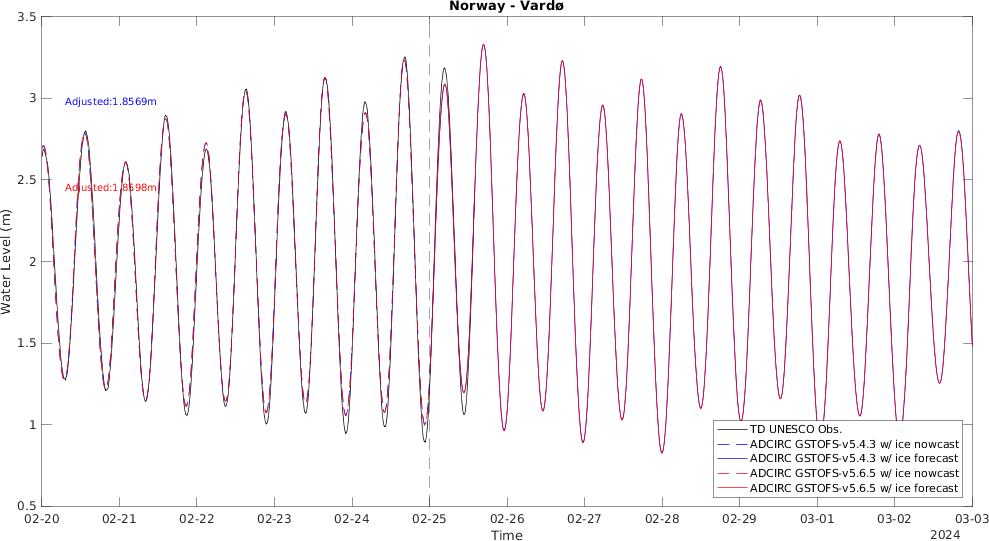 Norway - Vardø
3.5
3
2.5
2
1.5
1
0.5
Water Level (m)
Adjusted:1.8569m
Adjusted:1.8598m
TD UNESCO Obs.
ADCIRC GSTOFS-v5.4.3 w/ ice nowcast
ADCIRC GSTOFS-v5.4.3 w/ ice forecast
ADCIRC GSTOFS-v5.6.5 w/ ice nowcast
ADCIRC GSTOFS-v5.6.5 w/ ice forecast
02-20 02-21 02-22 02-23 02-24 02-25 02-26 02-27 02-28 02-29 03-01 03-02 03-03
Time
2024